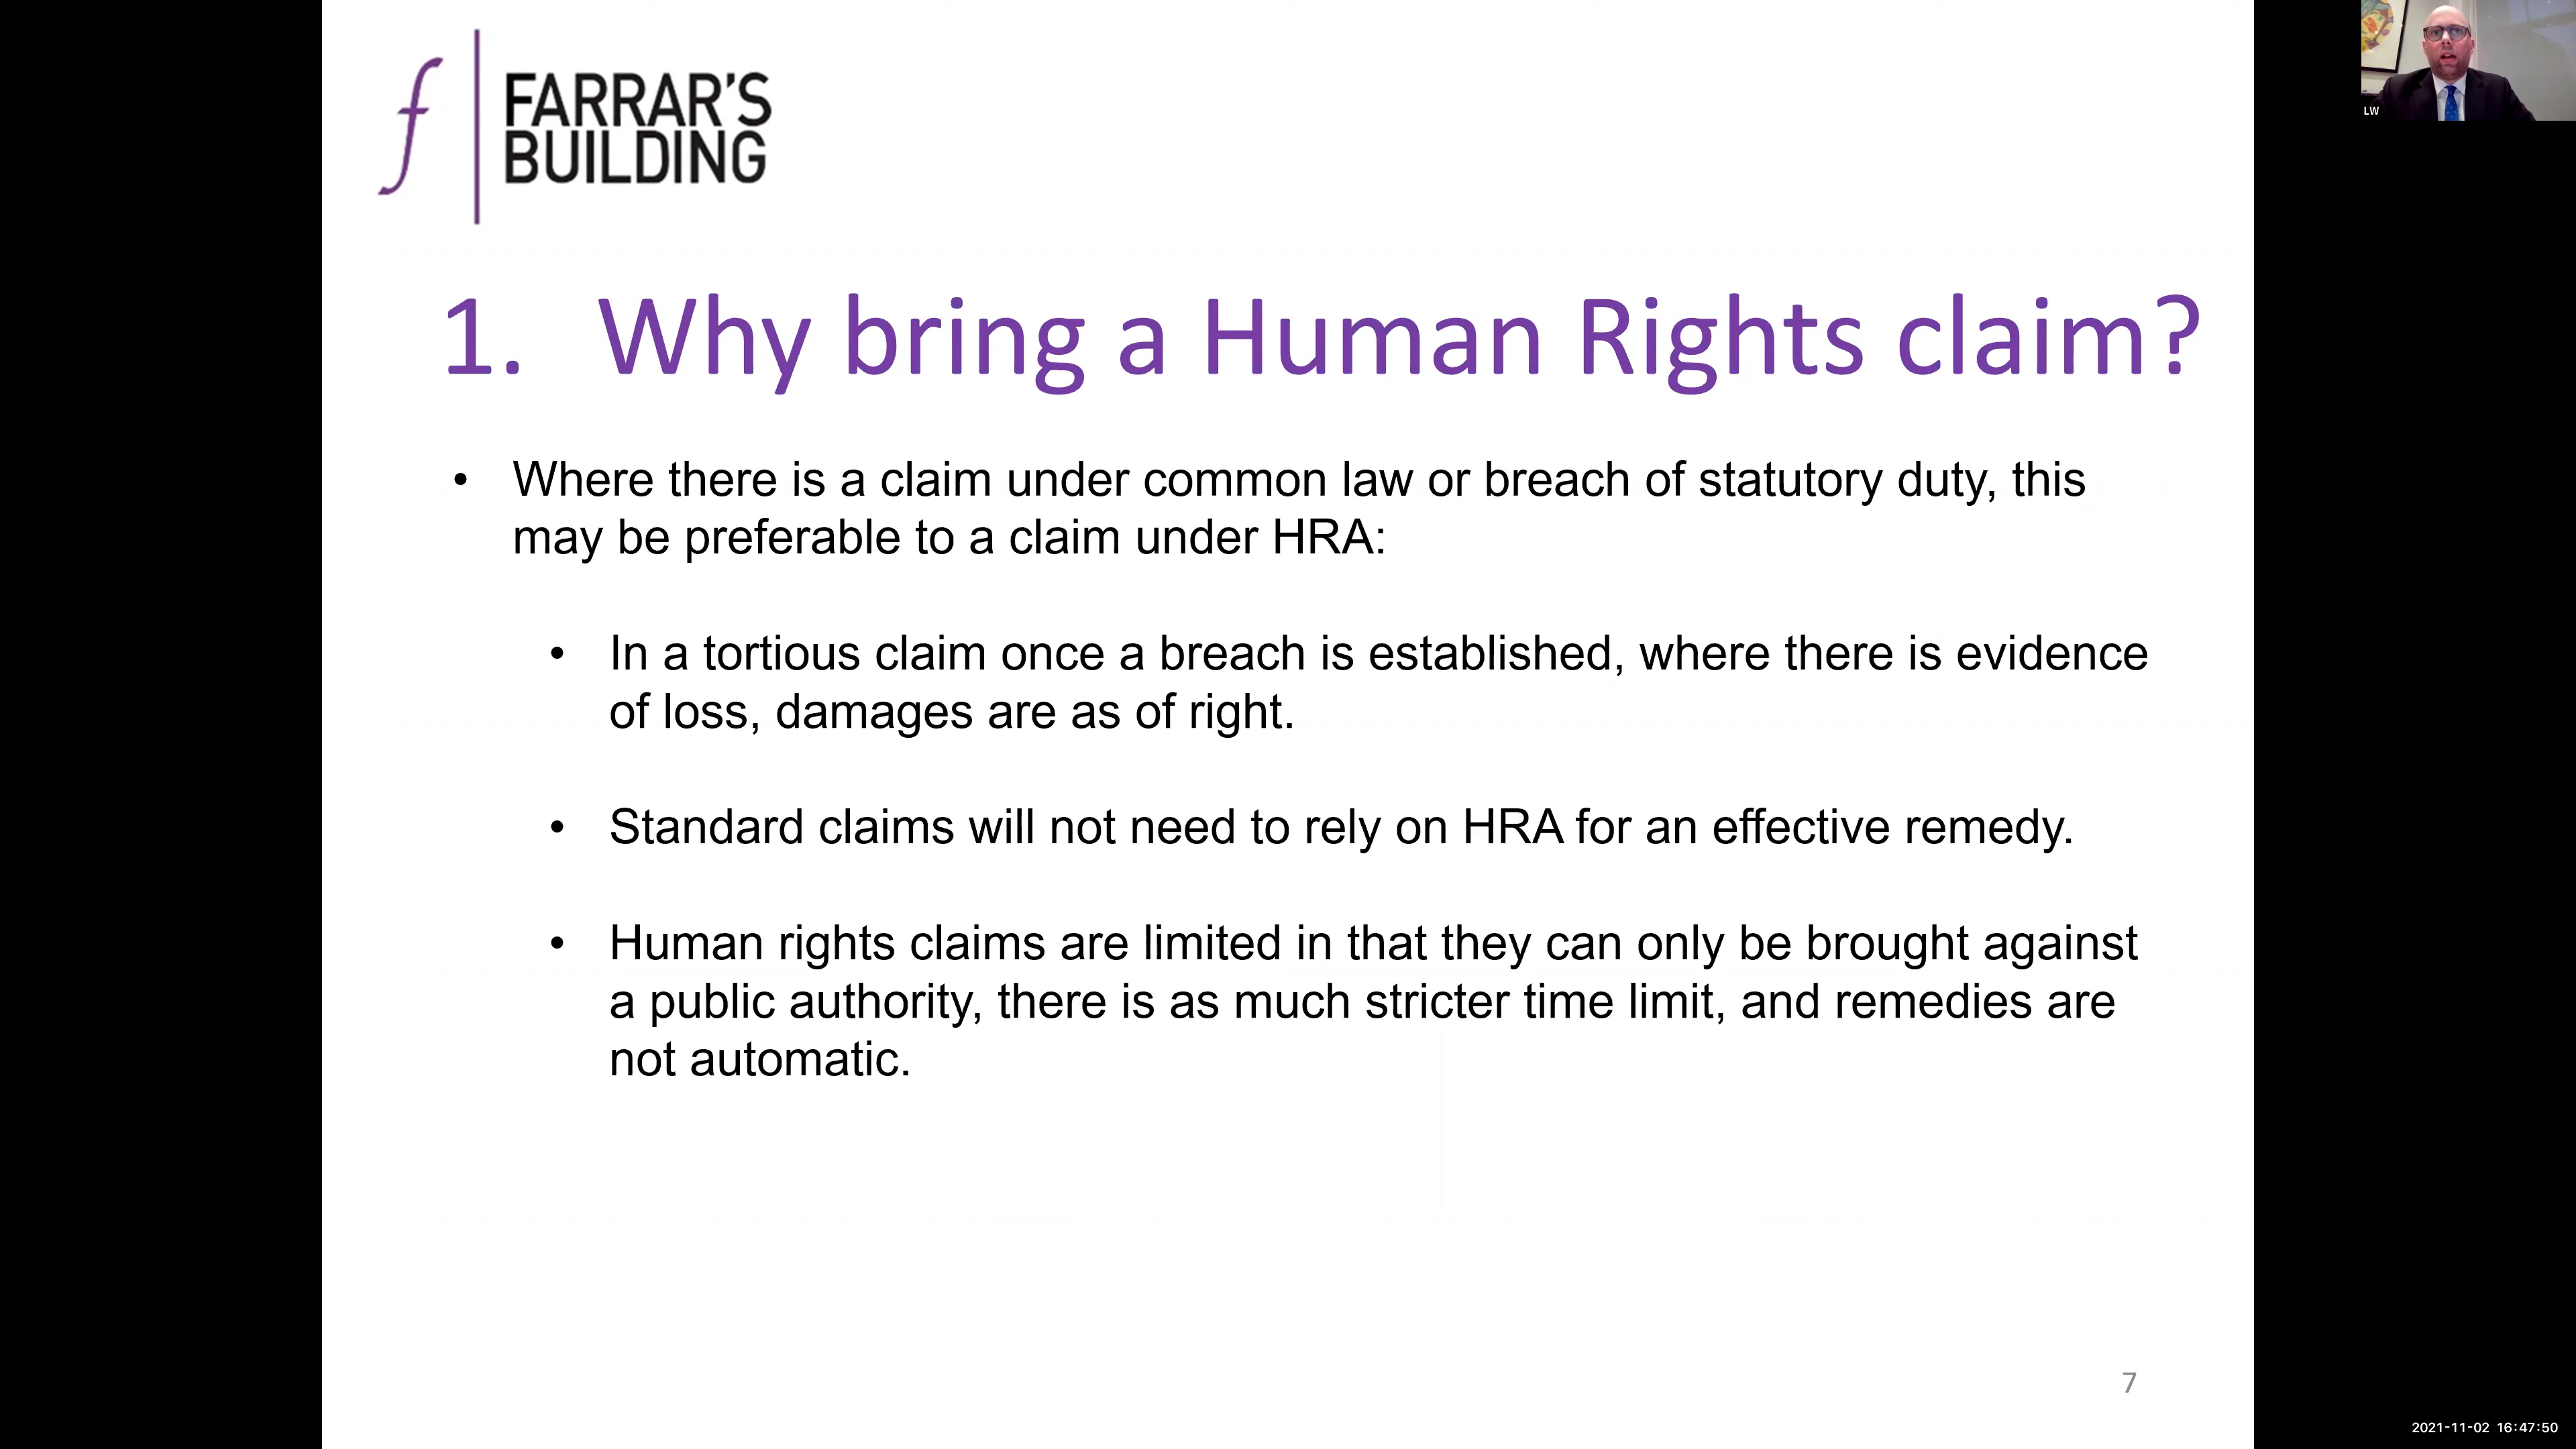 f
FARRAR'S
BUILDING
LW
1. Why bring a Human Rights claim?
• Where there is a claim under common law or breach of statutory duty, this
may be preferable to a claim under HRA:
• In a tortious claim once a breach is established, where there is evidence
of loss, damages are as of right.
• Standard claims will not need to rely on HRA for an effective remedy.
• Human rights claims are limited in that they can only be brought against
a public authority, there is as much stricter time limit, and remedies are
not automatic.
7
2021-11-02 16:47:50